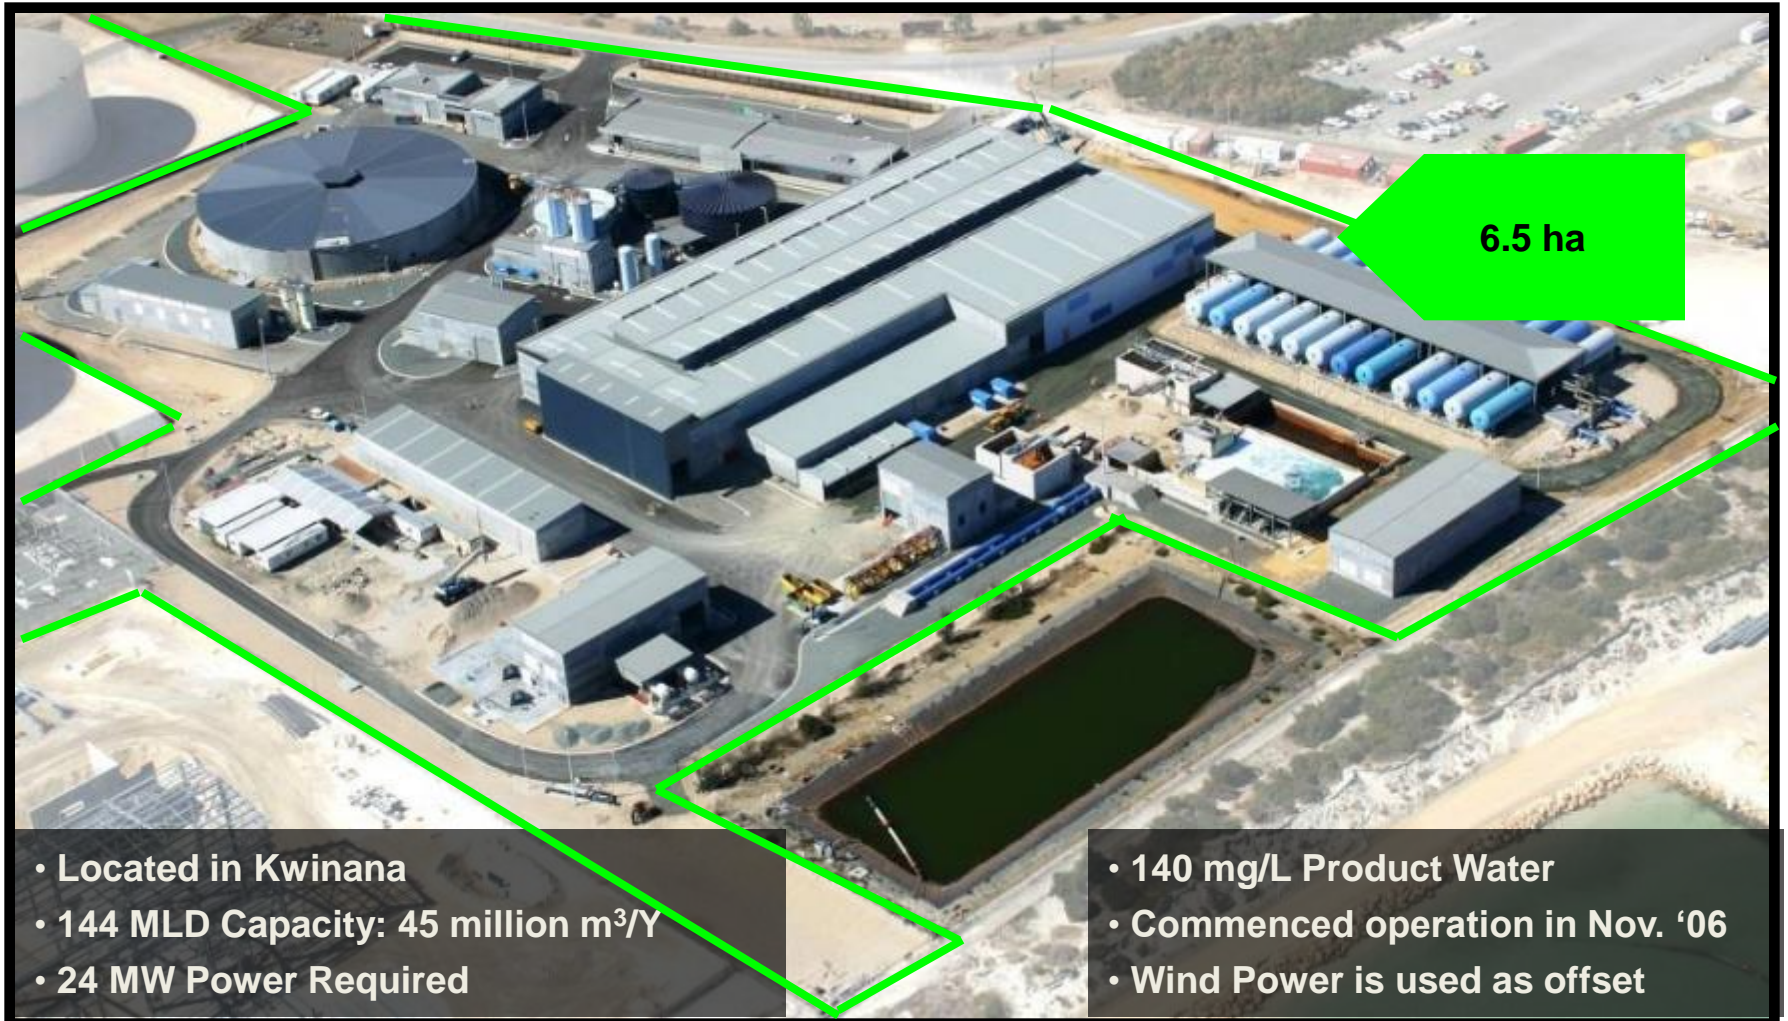 6.5 ha
• Located in Kwinana
• 144 MLD Capacity: 45 million m³/Y
• 24 MW Power Required
• 140 mg/L Product Water
• Commenced operation in Nov. ‘06
• Wind Power is used as offset